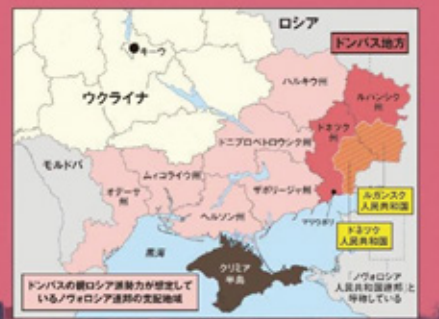 ロシア
ドンバス地方
キーウ
ハルキウ州
ルハンシク
州
ウクライナ
ドネツク
州
ドニプロペトロウシク州
モルドバ
ムィコライウ州
ザポリージャ州
オデーサ
州
ルガンスク
人民共和国
ヘルソン州
マリウポリ
ドネツク
人民共和国
黒海
クリミア
半島
「ノヴォロシア
人民共和国連邦」と
呼称している
ドンバスの親ロシア派勢力が想定して
いるノヴォロシア連邦の支配地域